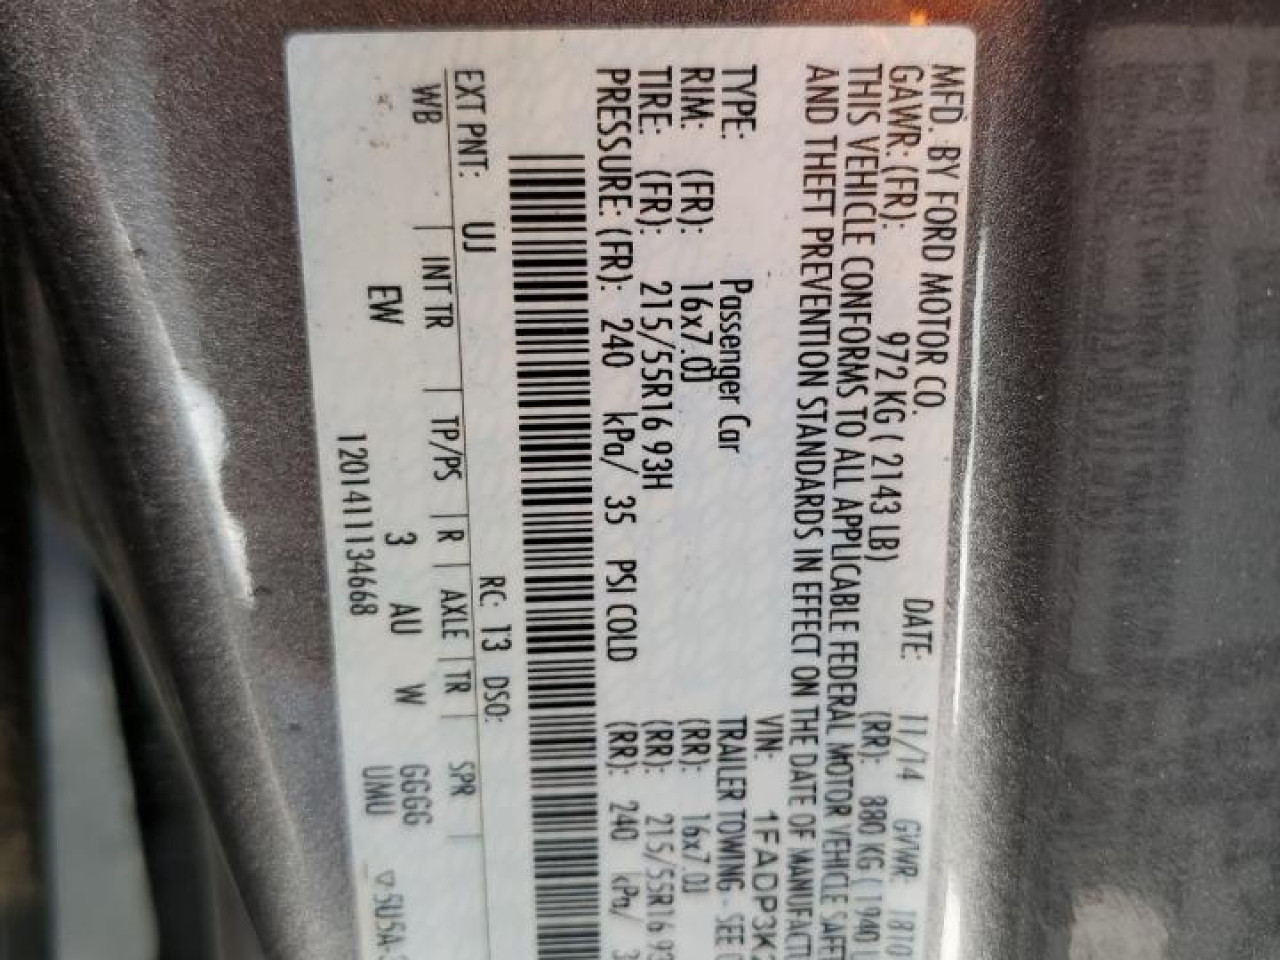 MFD. BY FORD MOTOR CO.
DATE: 11/14 GVWR: 1810
GAWR: (FR): 972 KG ( 2143 LB) (RR): 880 KG ( 1940 L
THIS VEHICLE CONFORMS TO ALL APPLICABLE FEDERAL MOTOR VEHICLE SAFE
AND THEFT PREVENTION STANDARDS IN EFFECT ON THE DATE OF MANUFACTU
VIN: 1FADP3K2
TYPE: Passenger Car TRAILER TOWING - SEE
RIM: (FR): 16x7.0J (RR): 16x7.0J
TIRE: (FR): 215/55R16 93H (RR): 215/55R16 93
PRESSURE: (FR): 240 kPa/ 35 PSI COLD (RR): 240 kPa/ 3
EXT PNT: UJ RC: 13 DSO:
WB | INT TR | TP/PS | R | AXLE | TR | SPR |
EW 3 AU W GGGG
UMU
1201411134668 ▽5U5A-